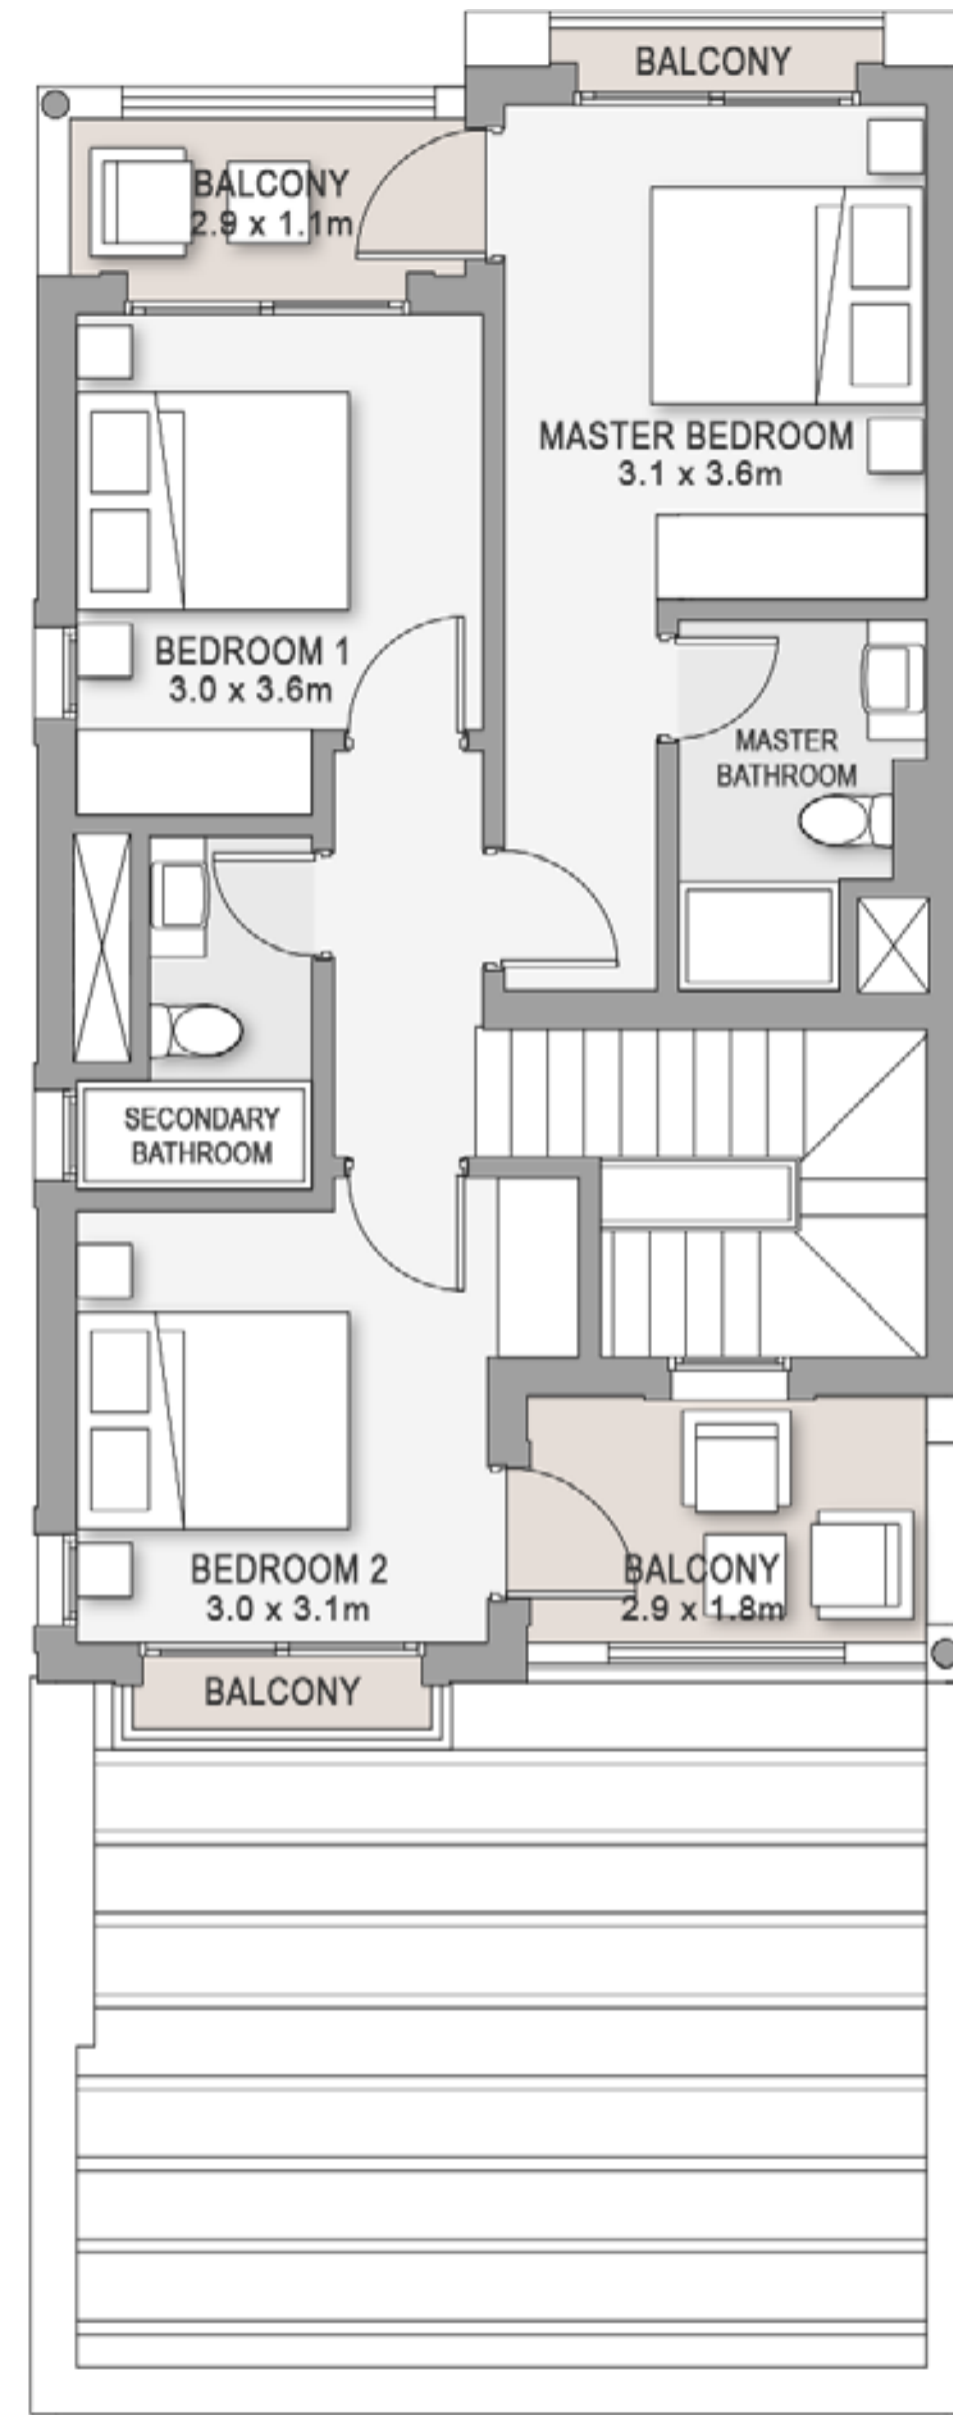 BALCONY
BALCONY
2.9 x 1.1m
MASTER BEDROOM
3.1 x 3.6m
BEDROOM 1
3.0 x 3.6m
MASTER
BATHROOM
SECONDARY
BATHROOM
BEDROOM 2
3.0 x 3.1m
BALCONY
2.9 x 1.8m
BALCONY